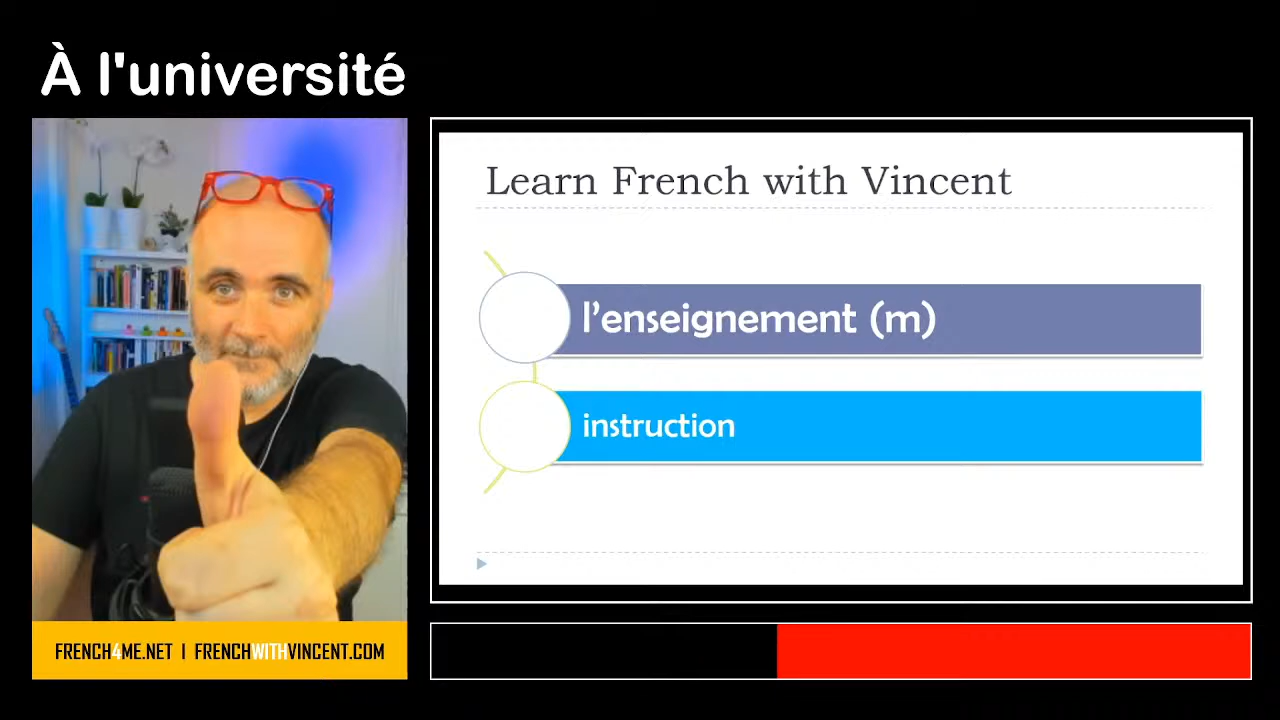 À l'université
Learn French with Vincent
l’enseignement (m)
instruction
FRENCH4ME.NET | FRENCHWITHVINCENT.COM